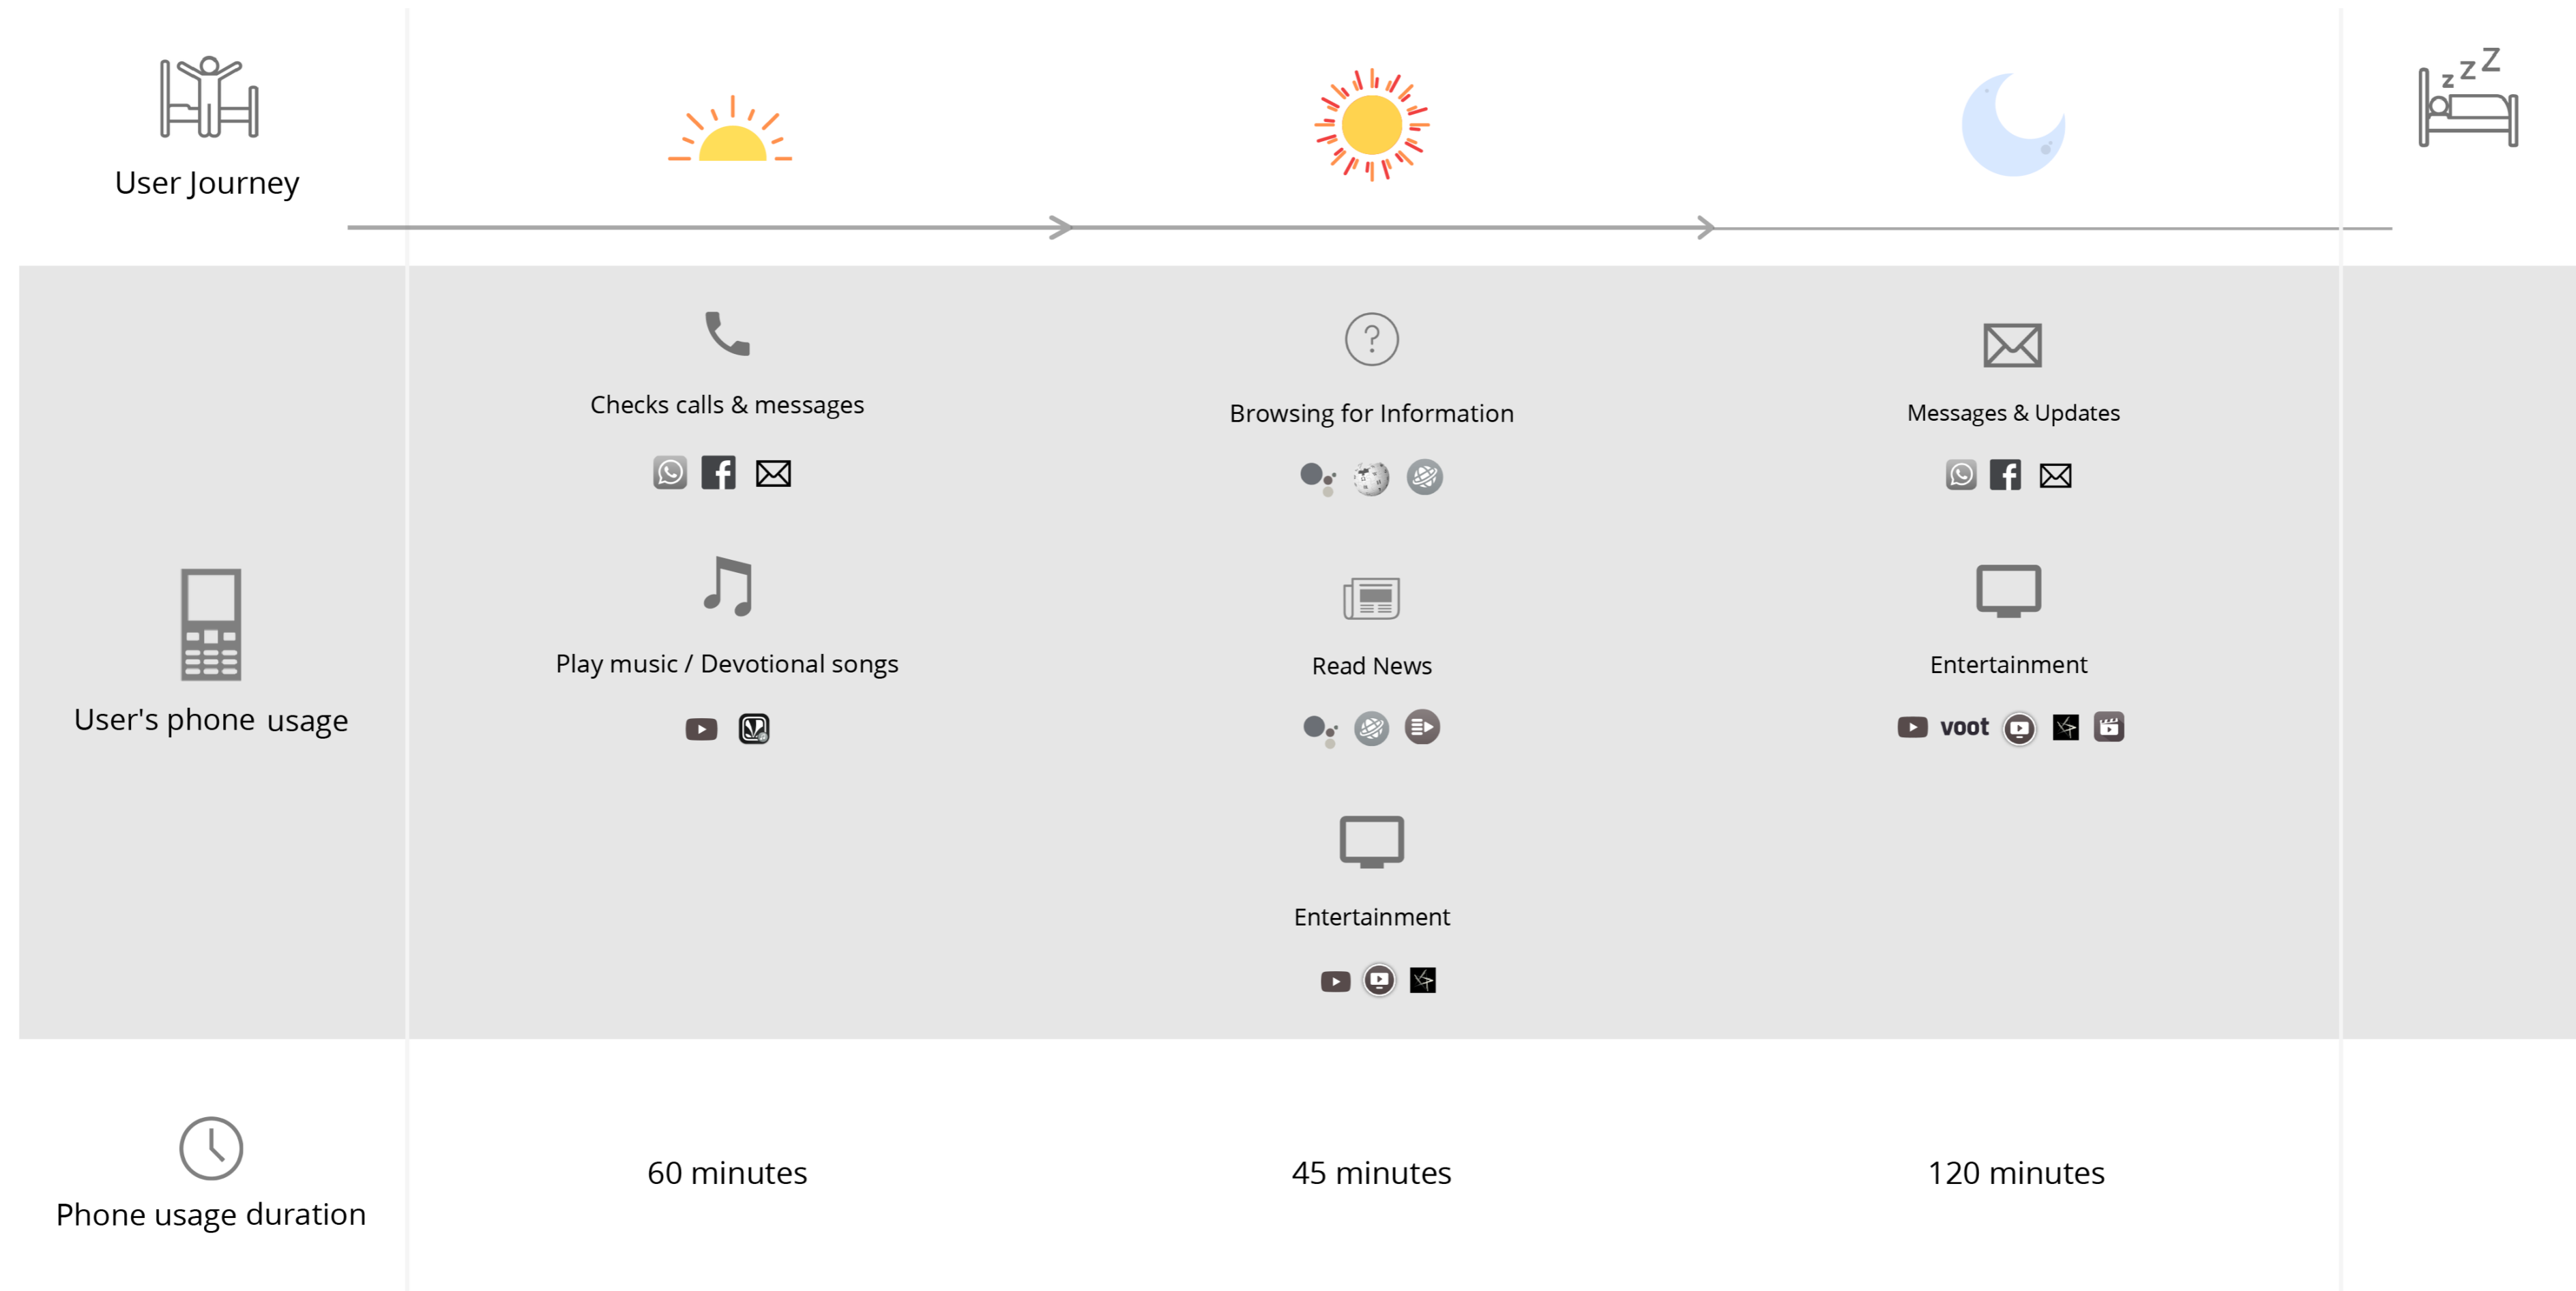 z z Z
User Journey
Checks calls & messages
Browsing for Information
Messages & Updates
User's phone usage
Play music / Devotional songs
Read News
Entertainment
voot
Entertainment
Phone usage duration
60 minutes
45 minutes
120 minutes